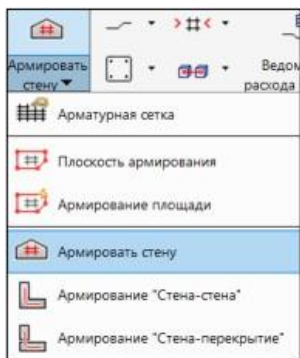 Армировать
стену
Ведом
расхода
Арматурная сетка
Плоскость армирования
Армирование площади
Армировать стену
Армирование "Стена-стена"
Армирование "Стена-перекрытие"